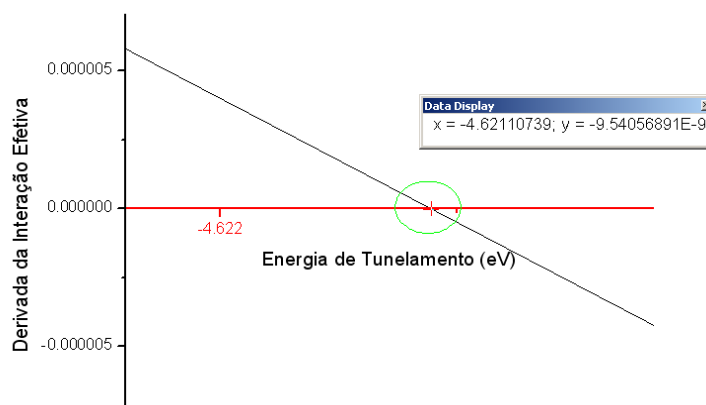 Derivada da Interação Efetiva
0.000005
0.000000
-0.000005
-4.622
Energia de Tunelamento (eV)
Data Display
x = -4.62110739; y = -9.54056891E-9